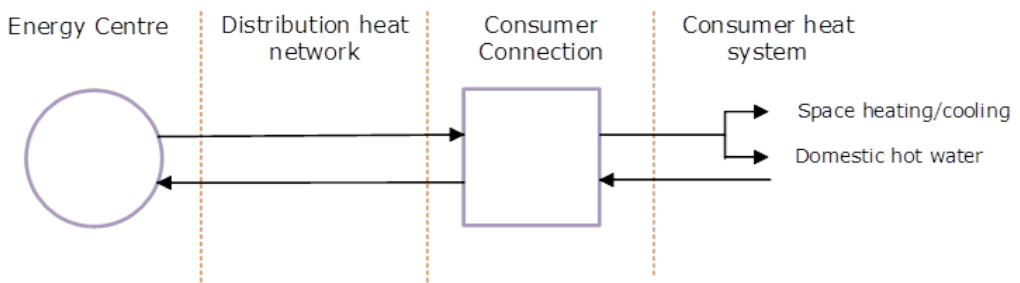 Energy Centre
Distribution heat
network
Consumer
Connection
Consumer heat
system
Space heating/cooling
Domestic hot water